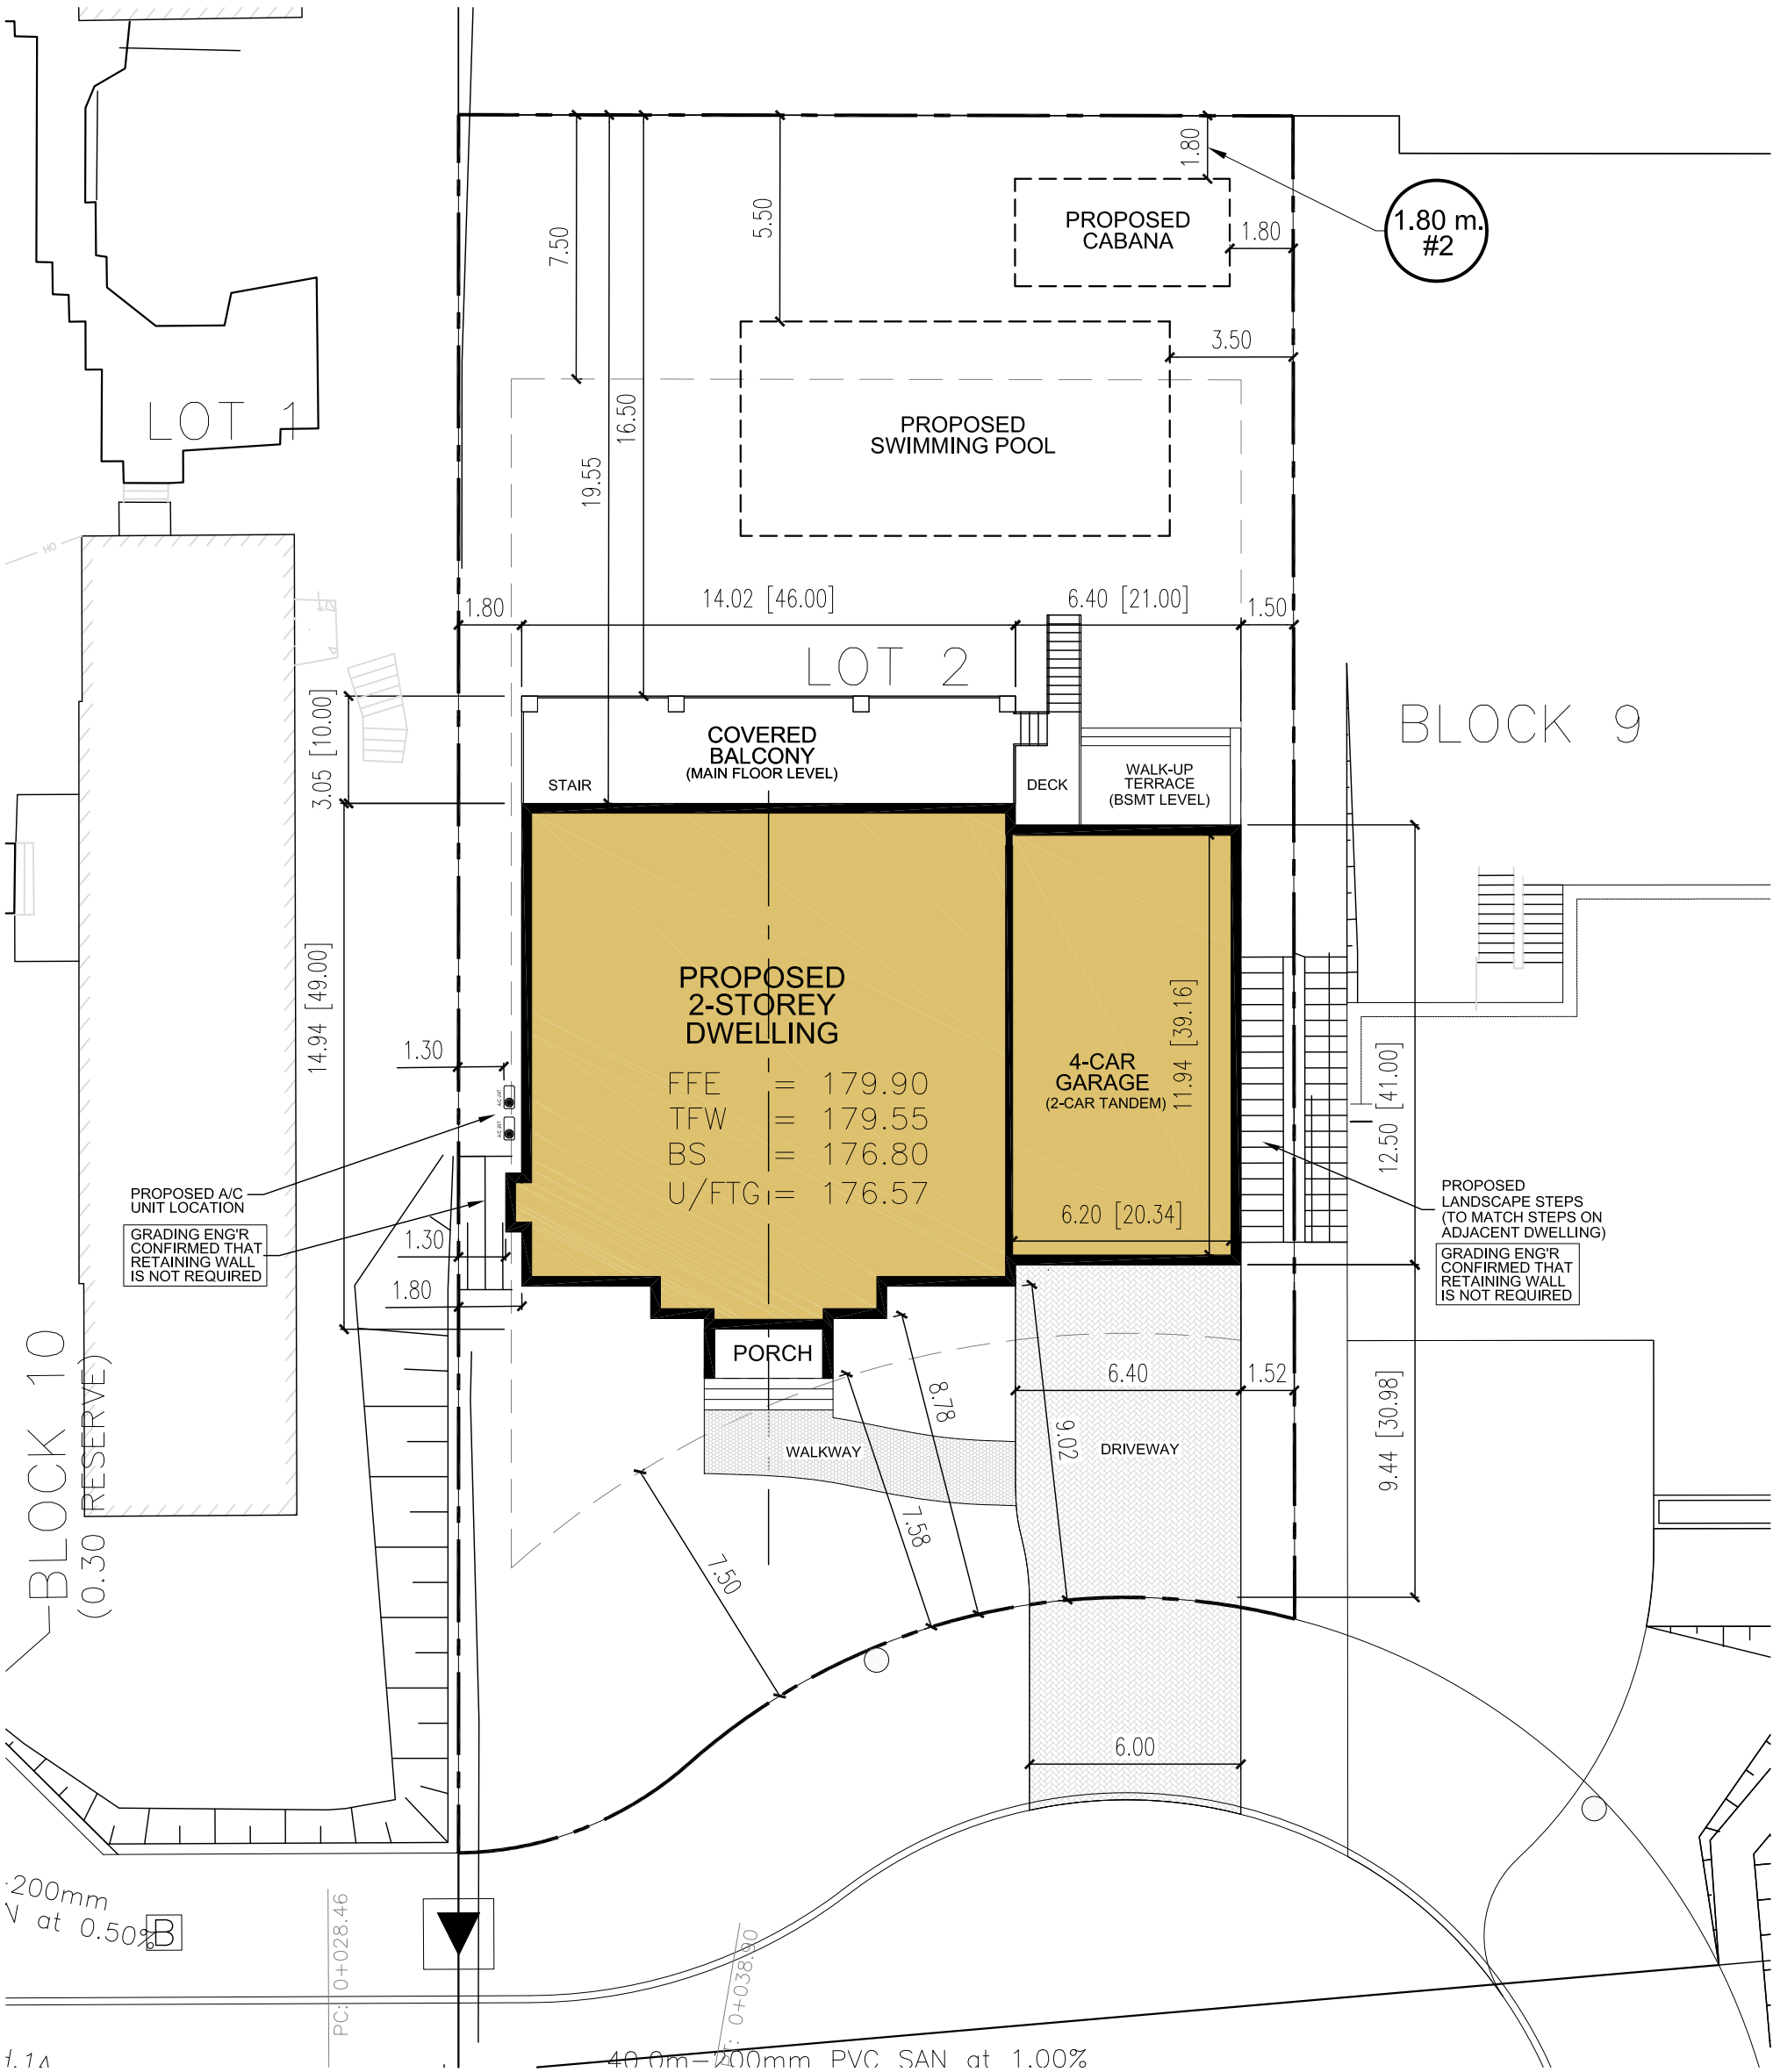 1.80
1.80 m.
#2
PROPOSED
CABANA
1.80
5.50
7.50
3.50
LOT 1
16.50
19.55
PROPOSED
SWIMMING POOL
HO
1.80
14.02 [46.00]
6.40 [21.00]
1.50
LOT 2
BLOCK 9
3.05 [10.00]
COVERED
BALCONY
(MAIN FLOOR LEVEL)
STAIR
DECK
WALK-UP
TERRACE
(BSMT LEVEL)
14.94 [49.00]
PROPOSED
2-STOREY
DWELLING
FFE = 179.90
TFW = 179.55
BS = 176.80
U/FTG = 176.57
4-CAR
GARAGE
(2-CAR TANDEM)
11.94 [39.16]
6.20 [20.34]
12.50 [41.00]
1.30
A/C UNIT
A/C UNIT
PROPOSED A/C
UNIT LOCATION
GRADING ENG'R
CONFIRMED THAT
RETAINING WALL
IS NOT REQUIRED
1.30
1.80
PROPOSED
LANDSCAPE STEPS
(TO MATCH STEPS ON
ADJACENT DWELLING)
GRADING ENG'R
CONFIRMED THAT
RETAINING WALL
IS NOT REQUIRED
PORCH
6.40
1.52
8.78
9.02
9.44 [30.98]
WALKWAY
DRIVEWAY
7.58
7.50
BLOCK 10
(0.30 RESERVE)
6.00
-200mm
at 0.50%
B
PC: 0+028.46
0+038.90
40.0m-200mm PVC SAN at 1.00%